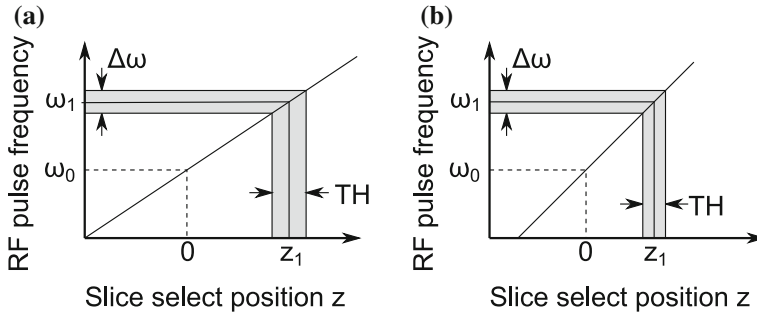 (a)
RF pulse frequency
Δω
ω1
ω0
TH
0
z1
Slice select position z
(b)
RF pulse frequency
Δω
ω1
ω0
TH
0
z1
Slice select position z